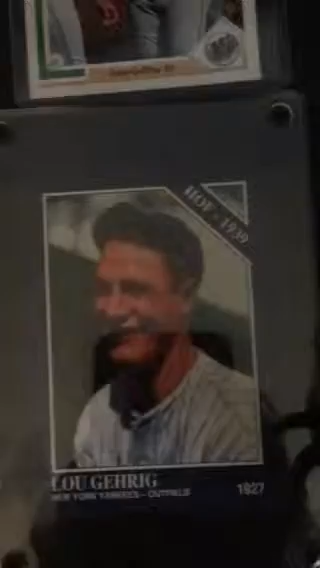 HOF - 1939
LOU GEHRIG
NEW YORK YANKEES - OUTFIELD
1927